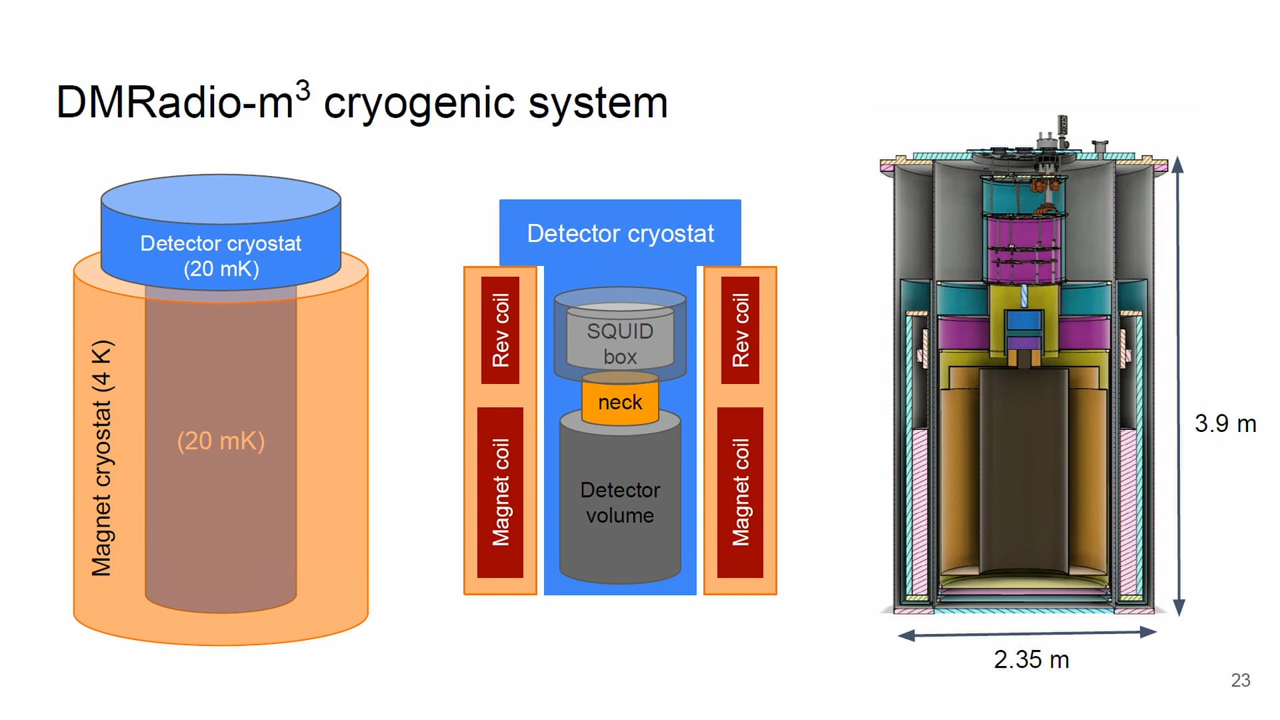 DMRadio-m³ cryogenic system
Detector cryostat
(20 mK)
(20 mK)
Magnet cryostat (4 K)
Detector cryostat
Rev coil
SQUID
box
Rev coil
neck
Magnet coil
Detector
volume
Magnet coil
3.9 m
2.35 m
23